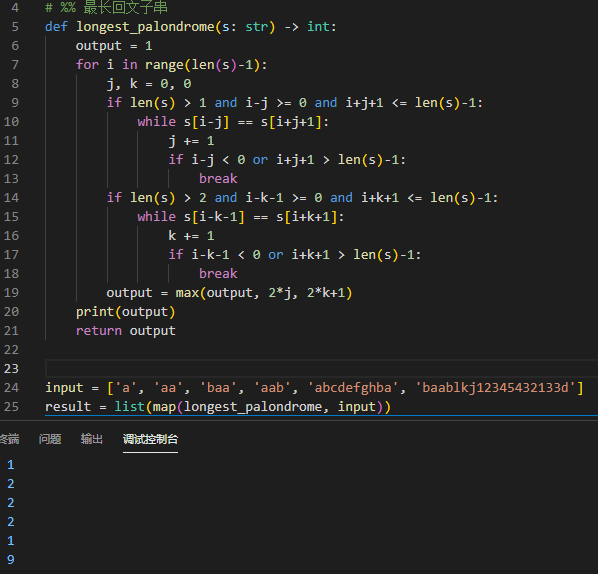 4 # %% 最长回文子串
5 def longest_palondrome(s: str) -> int:
6     output = 1
7     for i in range(len(s)-1):
8         j, k = 0, 0
9         if len(s) > 1 and i-j >= 0 and i+j+1 <= len(s)-1:
10             while s[i-j] == s[i+j+1]:
11                 j += 1
12                 if i-j < 0 or i+j+1 > len(s)-1:
13                     break
14         if len(s) > 2 and i-k-1 >= 0 and i+k+1 <= len(s)-1:
15             while s[i-k-1] == s[i+k+1]:
16                 k += 1
17                 if i-k-1 < 0 or i+k+1 > len(s)-1:
18                     break
19         output = max(output, 2*j, 2*k+1)
20     print(output)
21     return output
22
23
24 input = ['a', 'aa', 'baa', 'aab', 'abcdefghba', 'baablkj12345432133d']
25 result = list(map(longest_palondrome, input))
终端 问题 输出 调试控制台
1
2
2
2
1
9